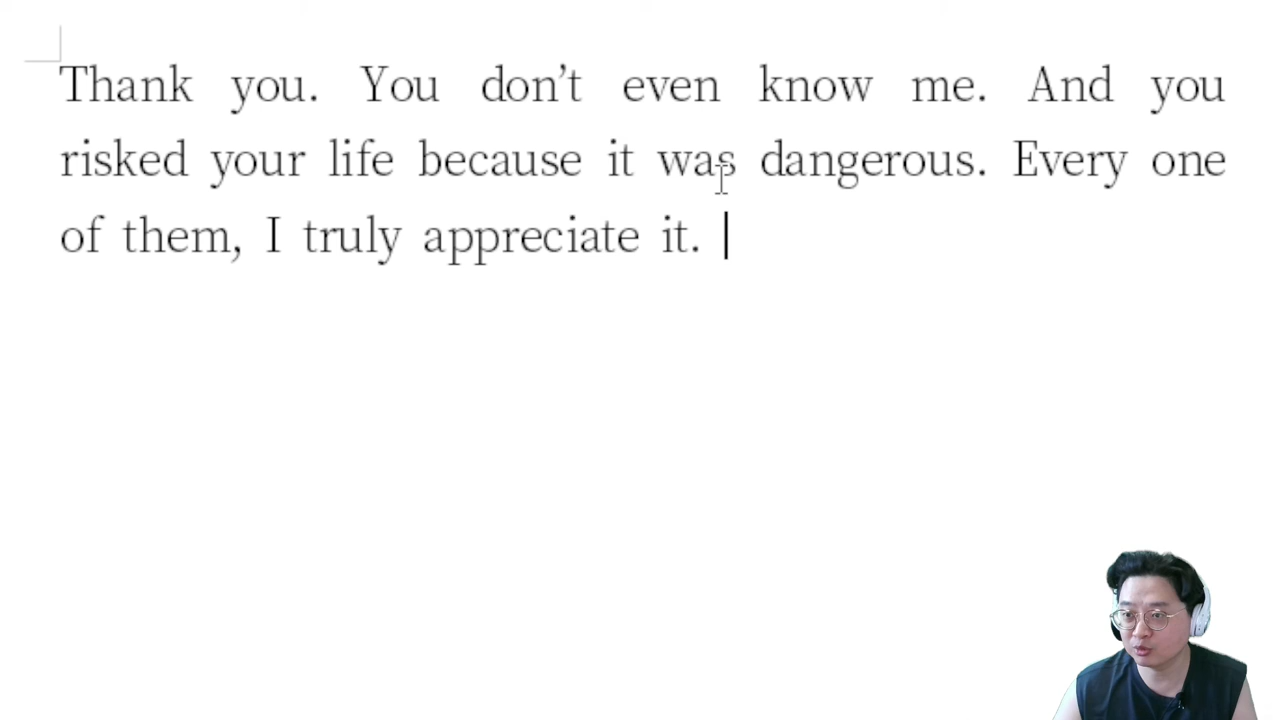 Thank you. You don’t even know me. And you
risked your life because it was dangerous. Every one
of them, I truly appreciate it.